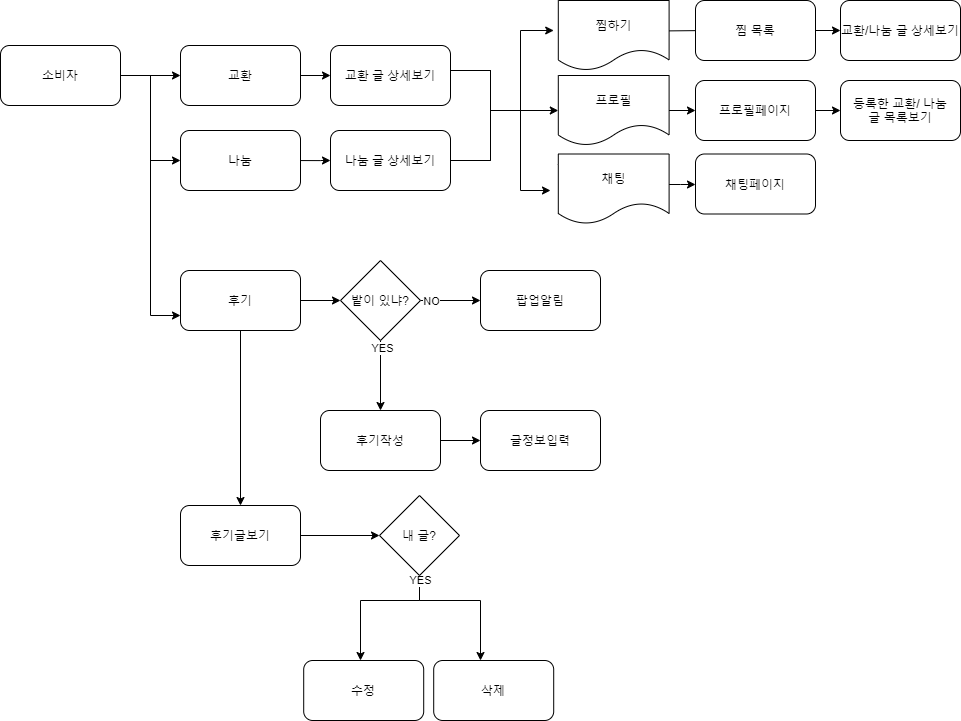 찜하기
찜 목록
교환/나눔 글 상세보기
소비자
교환
교환 글 상세보기
프로필
프로필페이지
등록한 교환/ 나눔
글 목록보기
나눔
나눔 글 상세보기
채팅
채팅페이지
후기
밭이 있냐?
NO
팝업알림
YES
후기작성
글정보입력
후기글보기
내 글?
YES
수정
삭제